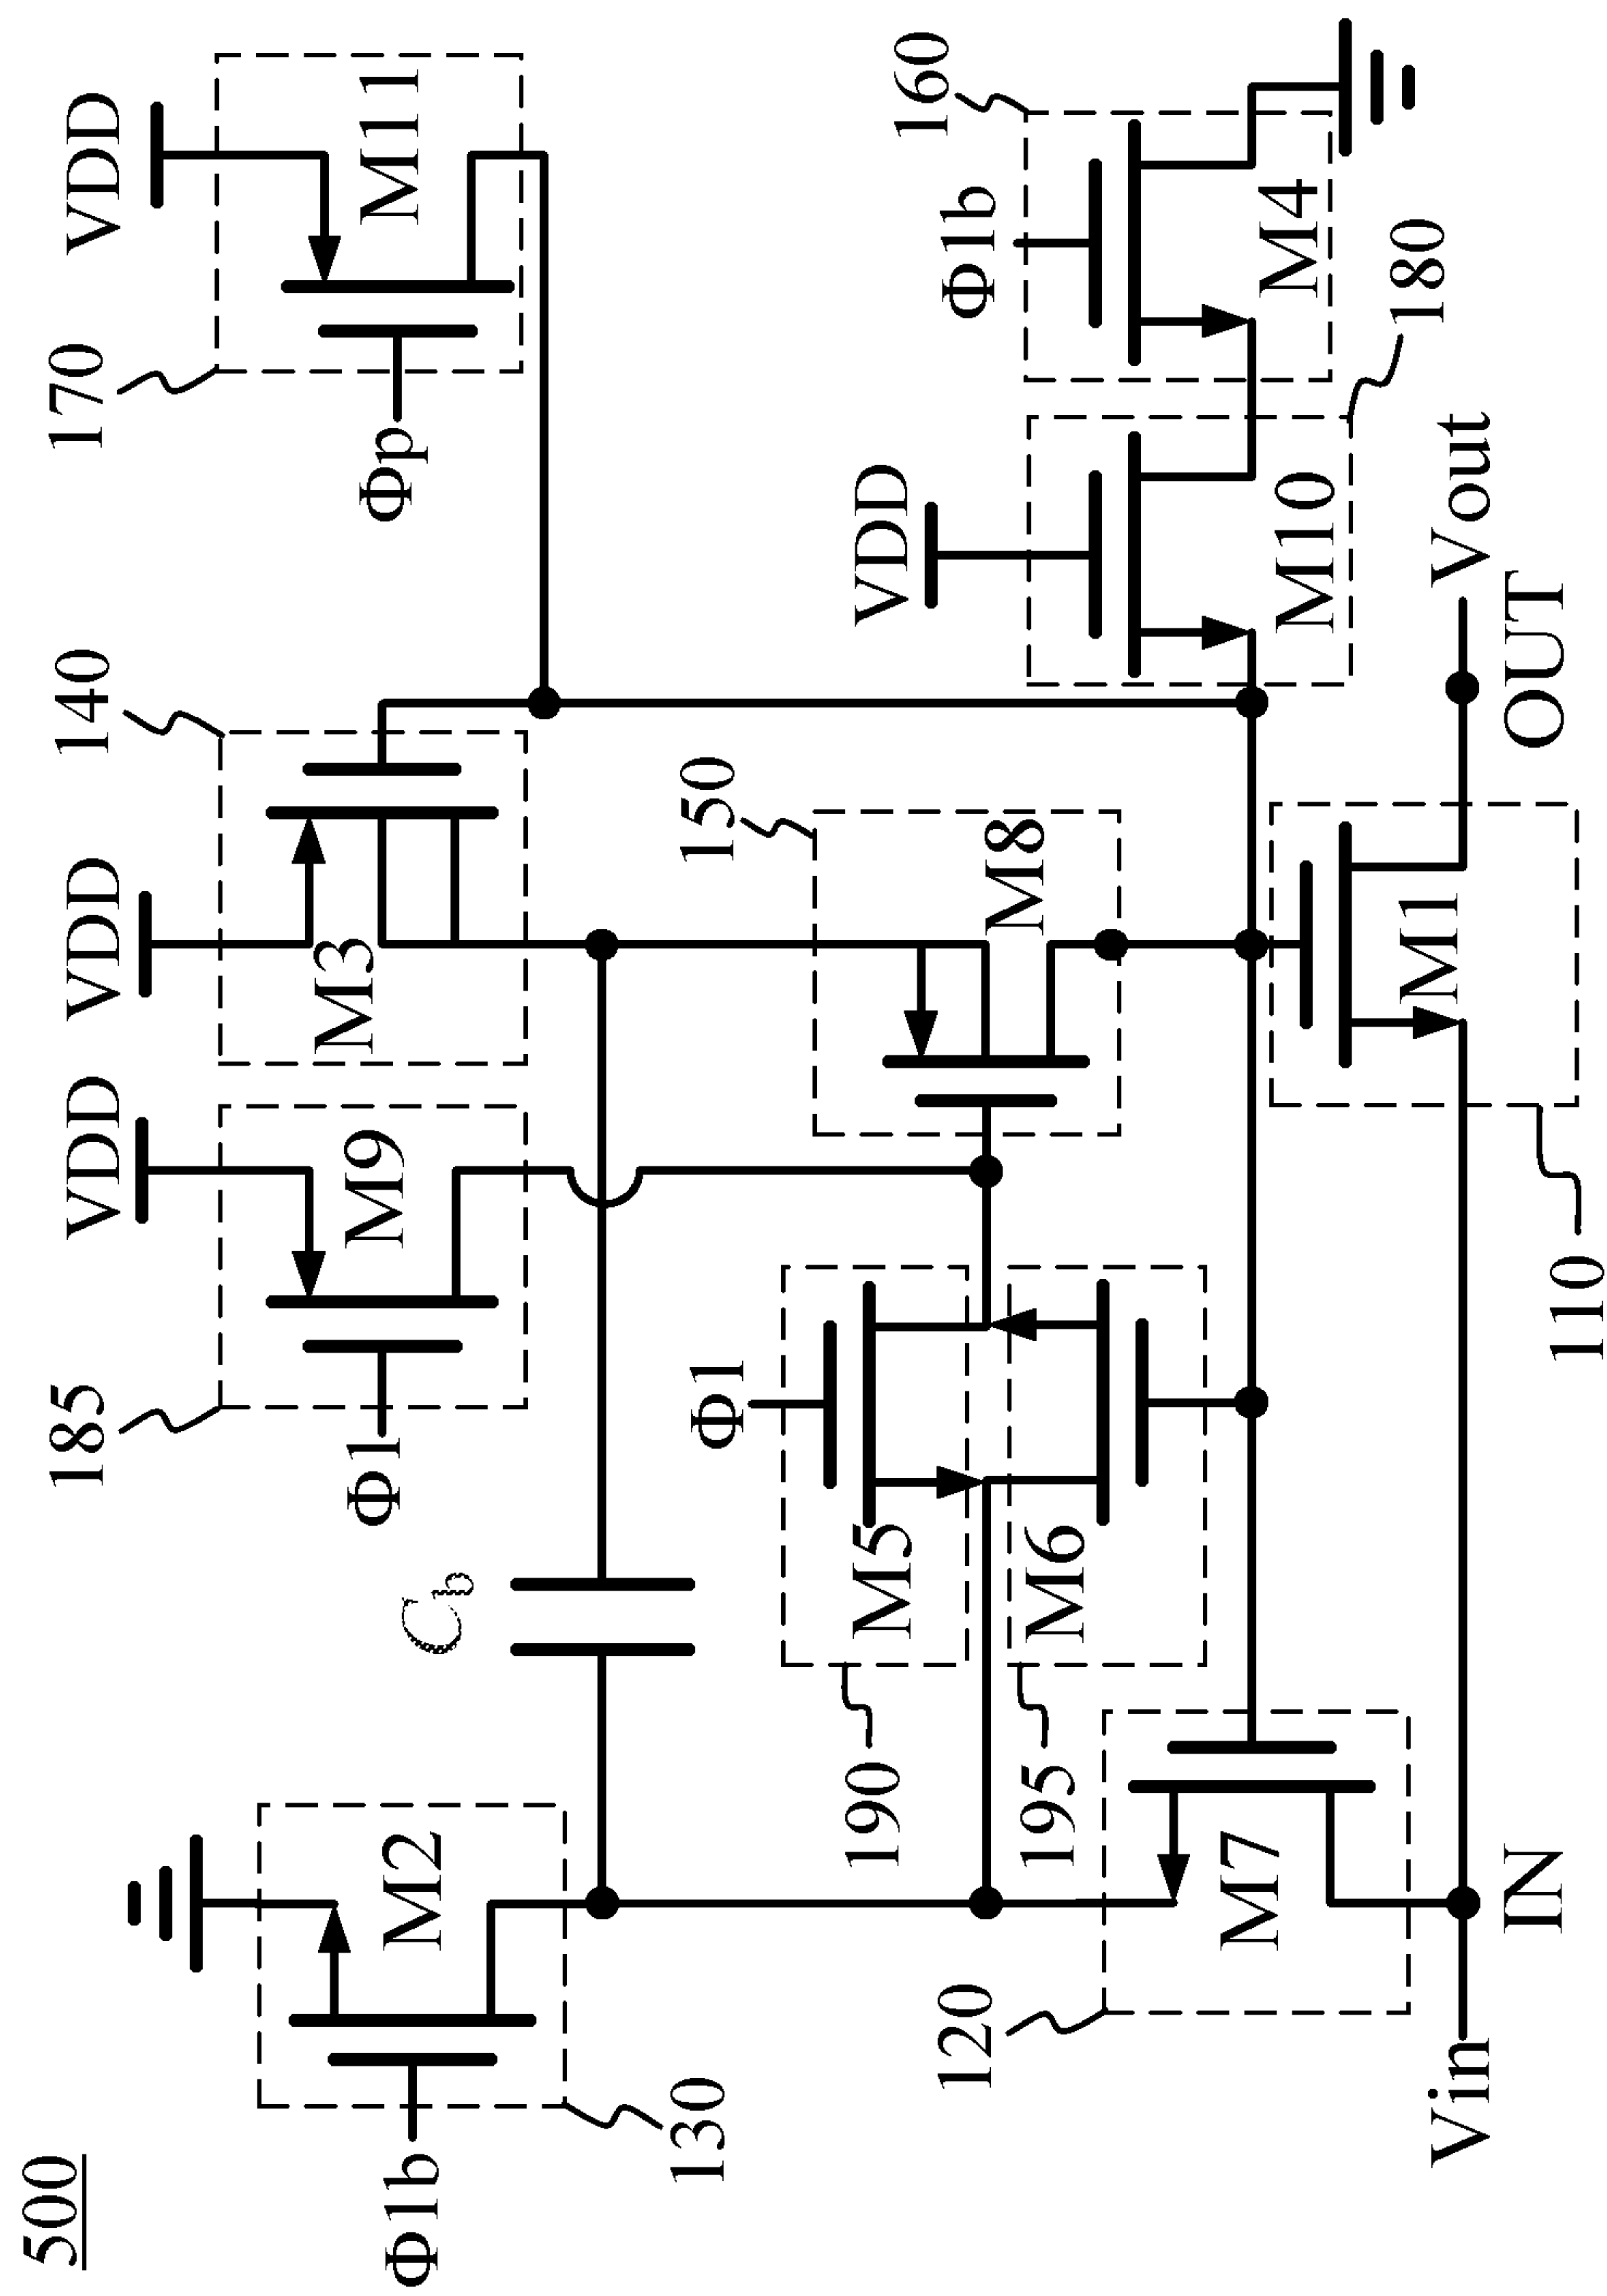 500
VDD
VDD
VDD
185
140
170
Φ1b
M2
130
Φ1
M9
M3
Φp
M11
Cb
190
M5
Φ1
150
M8
VDD
Φ1b
160
195
M6
120
M7
M10
M4
180
Vin
IN
110
M1
OUT
Vout